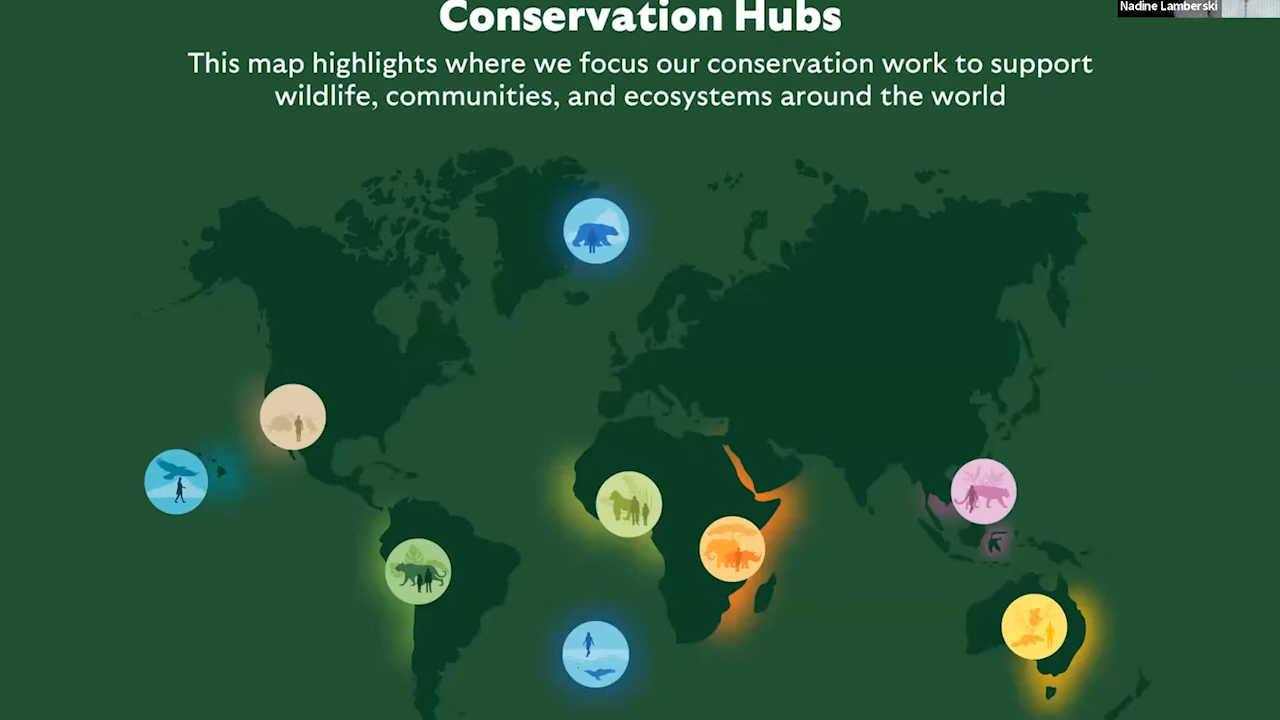 Nadine Lamberski
Conservation Hubs
This map highlights where we focus our conservation work to support
wildlife, communities, and ecosystems around the world